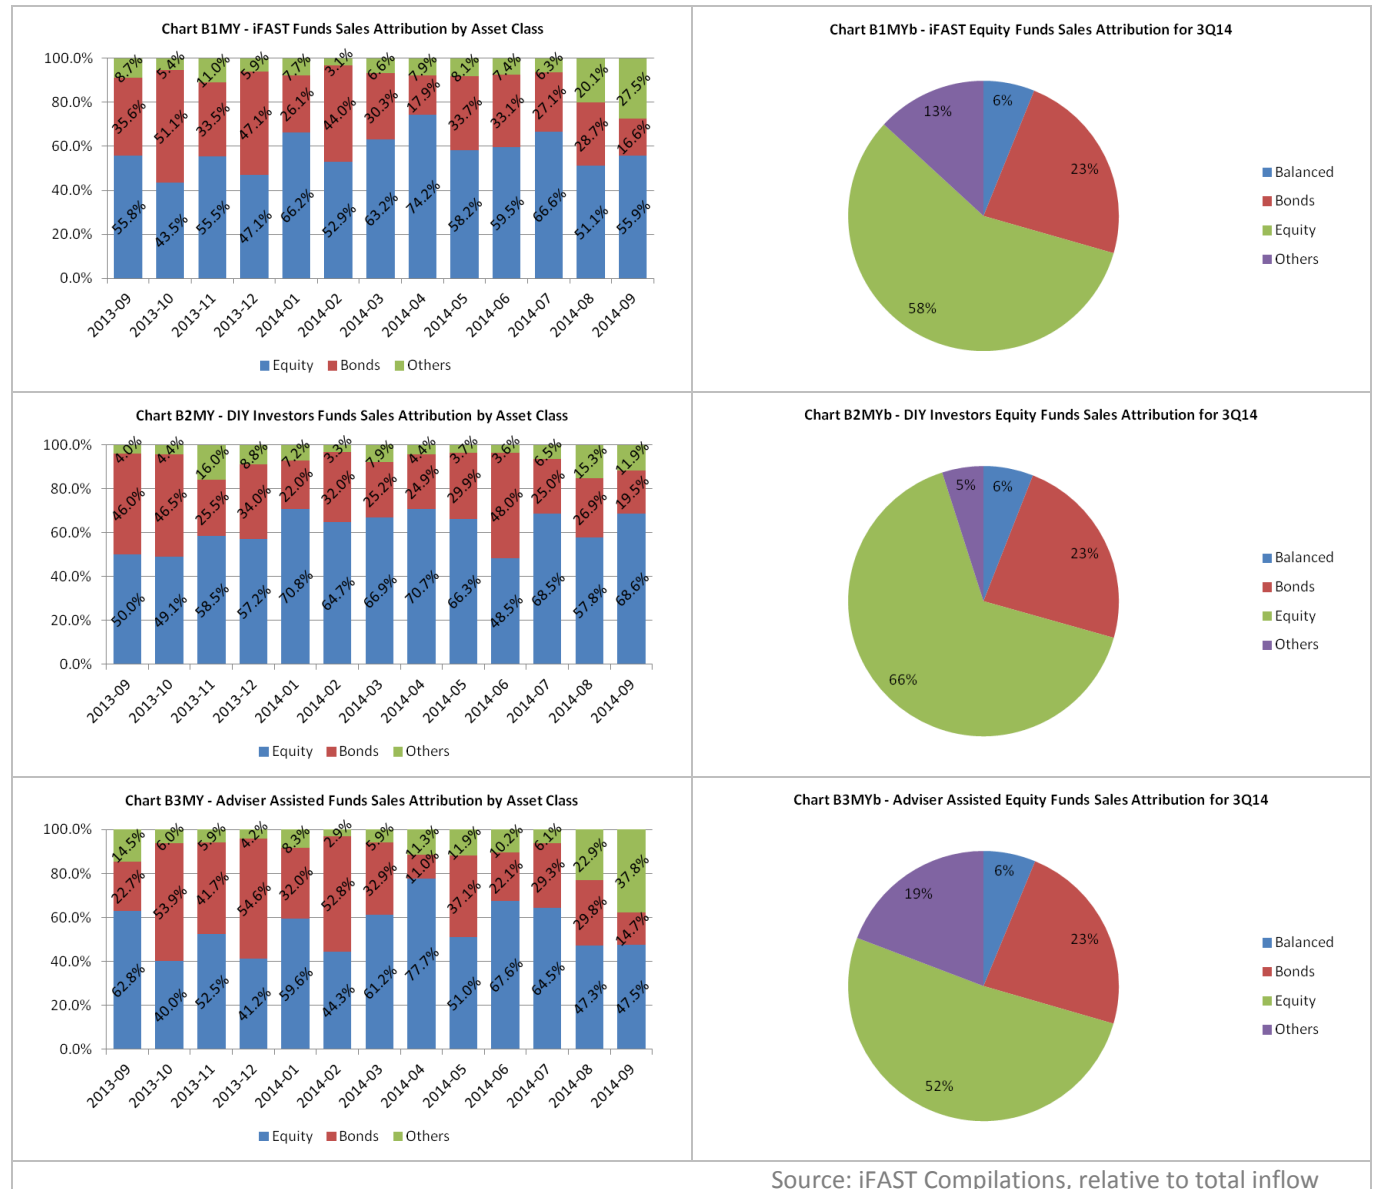 Chart B1MY - iFAST Funds Sales Attribution by Asset Class
100.0%
80.0%
60.0%
40.0%
20.0%
0.0%
8.7% 5.4% 11.0% 5.9% 7.7% 3.1% 6.6% 7.9% 8.1% 7.4% 6.3% 20.1% 27.5%
35.6% 51.1% 33.5% 47.1% 26.1% 44.0% 30.3% 17.9% 33.7% 33.1% 27.1% 28.7% 16.6%
55.8% 43.5% 55.5% 47.1% 66.2% 52.9% 63.2% 74.2% 58.2% 59.5% 66.6% 51.1% 55.9%
2013-09 2013-10 2013-11 2013-12 2014-01 2014-02 2014-03 2014-04 2014-05 2014-06 2014-07 2014-08 2014-09
Equity Bonds Others
Chart B1MYb - iFAST Equity Funds Sales Attribution for 3Q14
6%
23%
58%
13%
Balanced
Bonds
Equity
Others
Chart B2MY - DIY Investors Funds Sales Attribution by Asset Class
100.0%
80.0%
60.0%
40.0%
20.0%
0.0%
4.0% 4.4% 16.0% 8.8% 7.2% 3.3% 7.9% 4.4% 3.7% 3.6% 6.5% 15.3% 11.9%
46.0% 46.5% 25.5% 34.0% 22.0% 32.0% 25.2% 24.9% 29.9% 48.0% 25.0% 26.9% 19.5%
50.0% 49.1% 58.5% 57.2% 70.8% 64.7% 66.9% 70.7% 66.3% 48.5% 68.5% 57.8% 68.6%
2013-09 2013-10 2013-11 2013-12 2014-01 2014-02 2014-03 2014-04 2014-05 2014-06 2014-07 2014-08 2014-09
Equity Bonds Others
Chart B2MYb - DIY Investors Equity Funds Sales Attribution for 3Q14
6%
23%
66%
5%
Balanced
Bonds
Equity
Others
Chart B3MY - Adviser Assisted Funds Sales Attribution by Asset Class
100.0%
80.0%
60.0%
40.0%
20.0%
0.0%
14.5% 6.0% 5.9% 4.2% 8.3% 2.9% 5.9% 11.3% 11.9% 10.2% 6.1% 22.9% 37.8%
22.7% 53.9% 41.7% 54.6% 32.0% 52.8% 32.9% 11.0% 37.1% 22.1% 29.3% 29.8% 14.7%
62.8% 40.0% 52.5% 41.2% 59.6% 44.3% 61.2% 77.7% 51.0% 67.6% 64.5% 47.3% 47.5%
2013-09 2013-10 2013-11 2013-12 2014-01 2014-02 2014-03 2014-04 2014-05 2014-06 2014-07 2014-08 2014-09
Equity Bonds Others
Chart B3MYb - Adviser Assisted Equity Funds Sales Attribution for 3Q14
6%
23%
52%
19%
Balanced
Bonds
Equity
Others
Source: iFAST Compilations, relative to total inflow